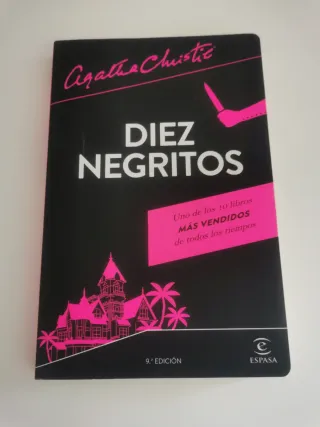 Agatha Christie
DIEZ
NEGRITOS
Uno de los 10 libros
MÁS VENDIDOS
de todos los tiempos
9.ª EDICIÓN
e
ESPASA